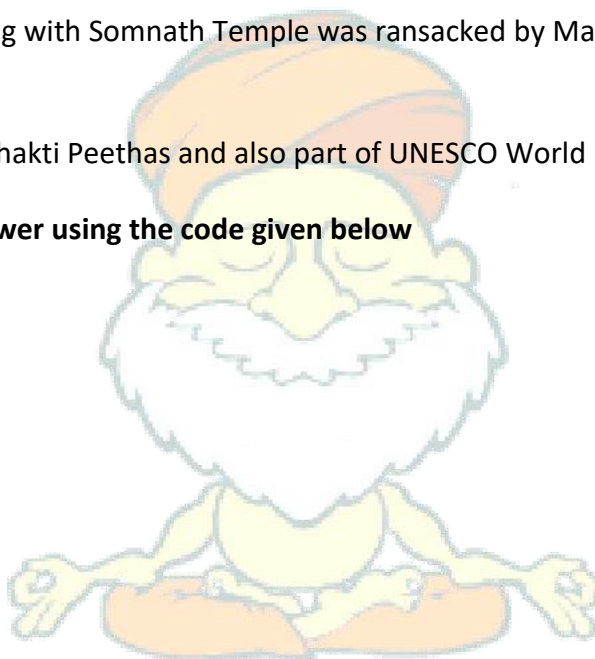 g with Somnath Temple was ransacked by Ma
hakti Peethas and also part of UNESCO World
wer using the code given below